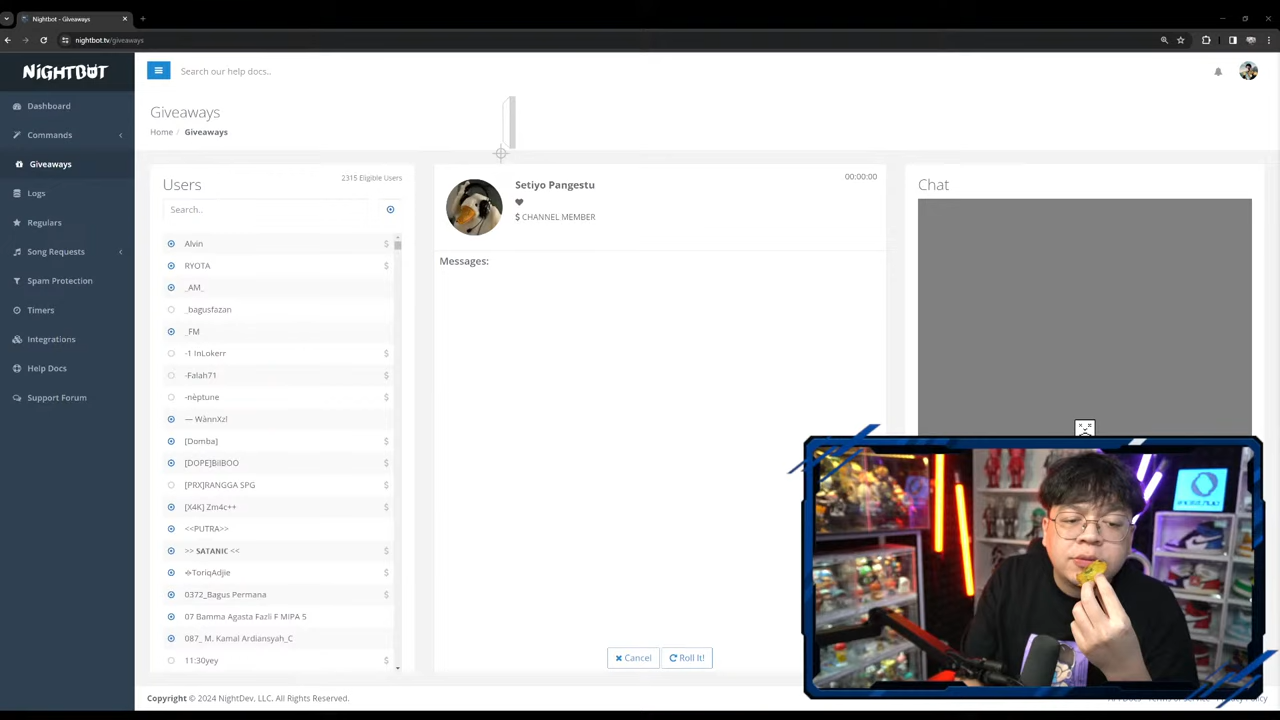 Nightbot - Giveaways
nightbot.tv/giveaways
NIGHTBOT
Search our help docs..
Dashboard
Commands
Giveaways
Logs
Regulars
Song Requests
Spam Protection
Timers
Integrations
Help Docs
Support Forum
Giveaways
Home / Giveaways
Users
2315 Eligible Users
Search..
Alvin $
RYOTA $
_AM_
_bagusfazan
_FM
-1 InLokerr $
-Falah71 $
-nèptune $
— WànnXzl
[Domba] $
[DOPE]BilBOO $
[PRX]RANGGA SPG $
[X4K] Zm4c++ $
<<PUTRA>>
>> SATANIC << $
ToriqAdjie $
0372_Bagus Permana $
07 Bamma Agasta Fazli F MIPA 5
087_ M. Kamal Ardiansyah_C $
11:30yey $
Setiyo Pangestu
00:00:00
$ CHANNEL MEMBER
Messages:
Cancel
Roll It!
Chat
Copyright © 2024 NightDev, LLC. All Rights Reserved.